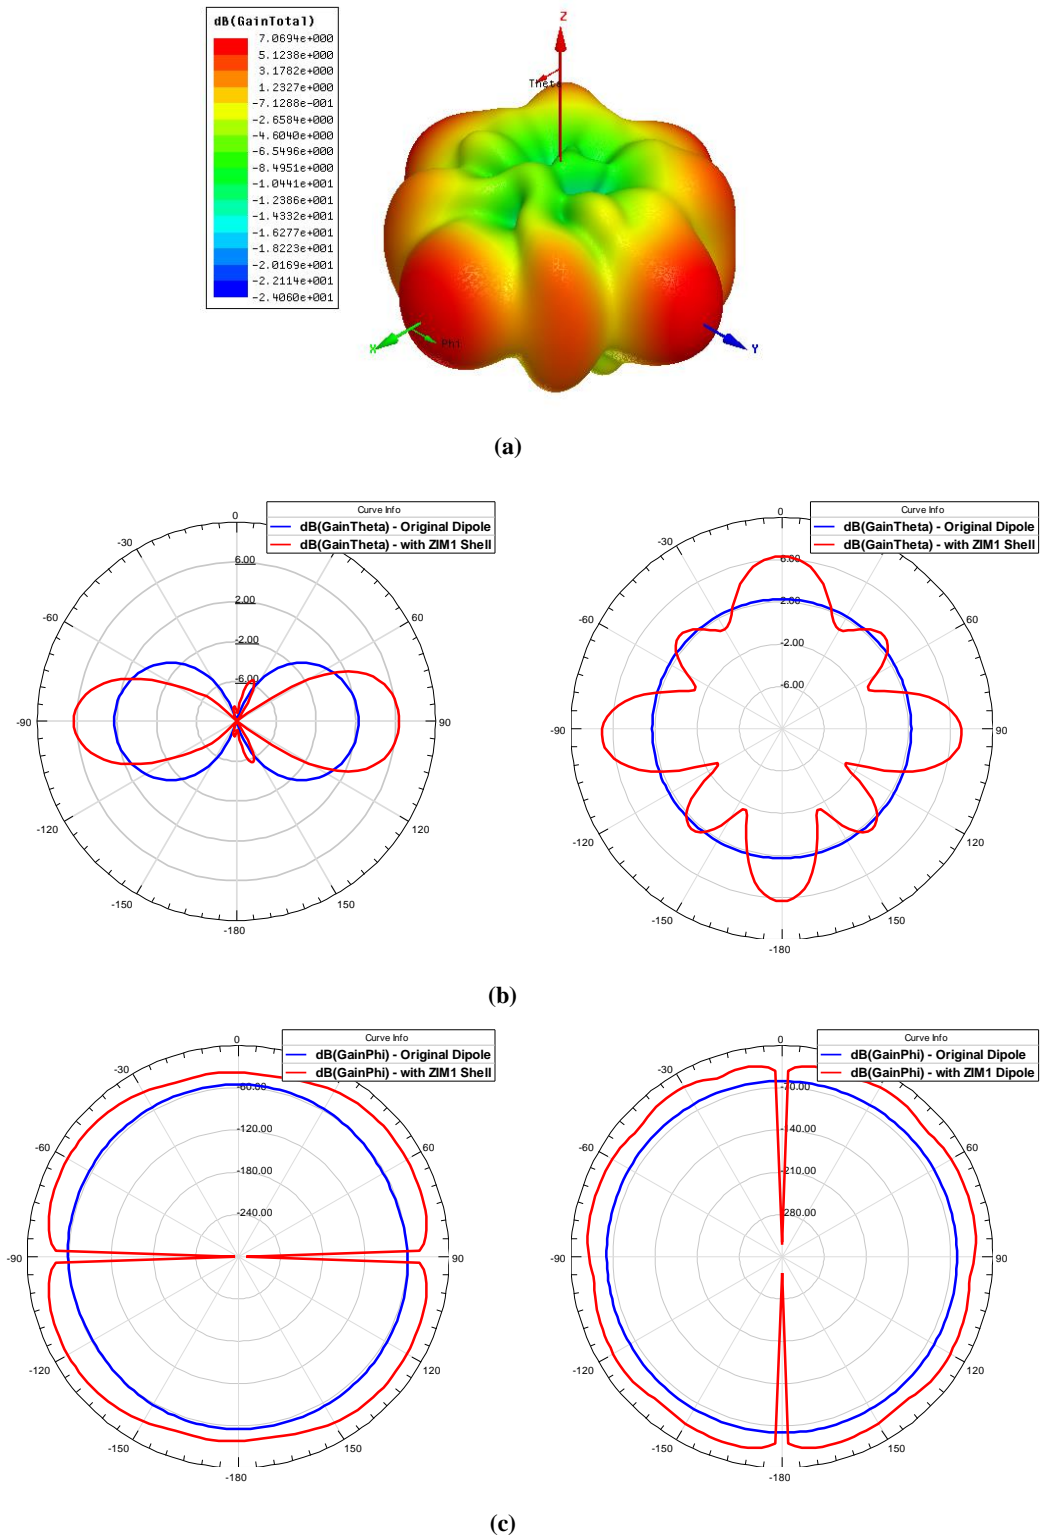 dB(GainTotal)
7.0694e+000
5.1238e+000
3.1782e+000
1.2327e+000
-7.1288e-001
-2.6584e+000
-4.6040e+000
-6.5496e+000
-8.4951e+000
-1.0441e+001
-1.2386e+001
-1.4332e+001
-1.6277e+001
-1.8223e+001
-2.0169e+001
-2.2114e+001
-2.4060e+001
Z
Theta
X
Phi
Y
(a)
Curve Info
dB(GainTheta) - Original Dipole
dB(GainTheta) - with ZIM1 Shell
0
-30
-60
-90
-120
-150
-180
150
120
90
6.00
2.00
-2.00
-6.00
Curve Info
dB(GainTheta) - Original Dipole
dB(GainTheta) - with ZIM1 Shell
0
-30
-60
-90
-120
-150
-180
150
120
90
60
6.00
2.00
-2.00
-6.00
(b)
Curve Info
dB(GainPhi) - Original Dipole
dB(GainPhi) - with ZIM1 Shell
0
-30
-60
-90
-120
-150
-180
150
120
90
60
-60.00
-120.00
-180.00
-240.00
Curve Info
dB(GainPhi) - Original Dipole
dB(GainPhi) - with ZIM1 Dipole
0
-30
-60
-90
-120
-150
-180
150
120
90
60
-70.00
-140.00
-210.00
-280.00
(c)